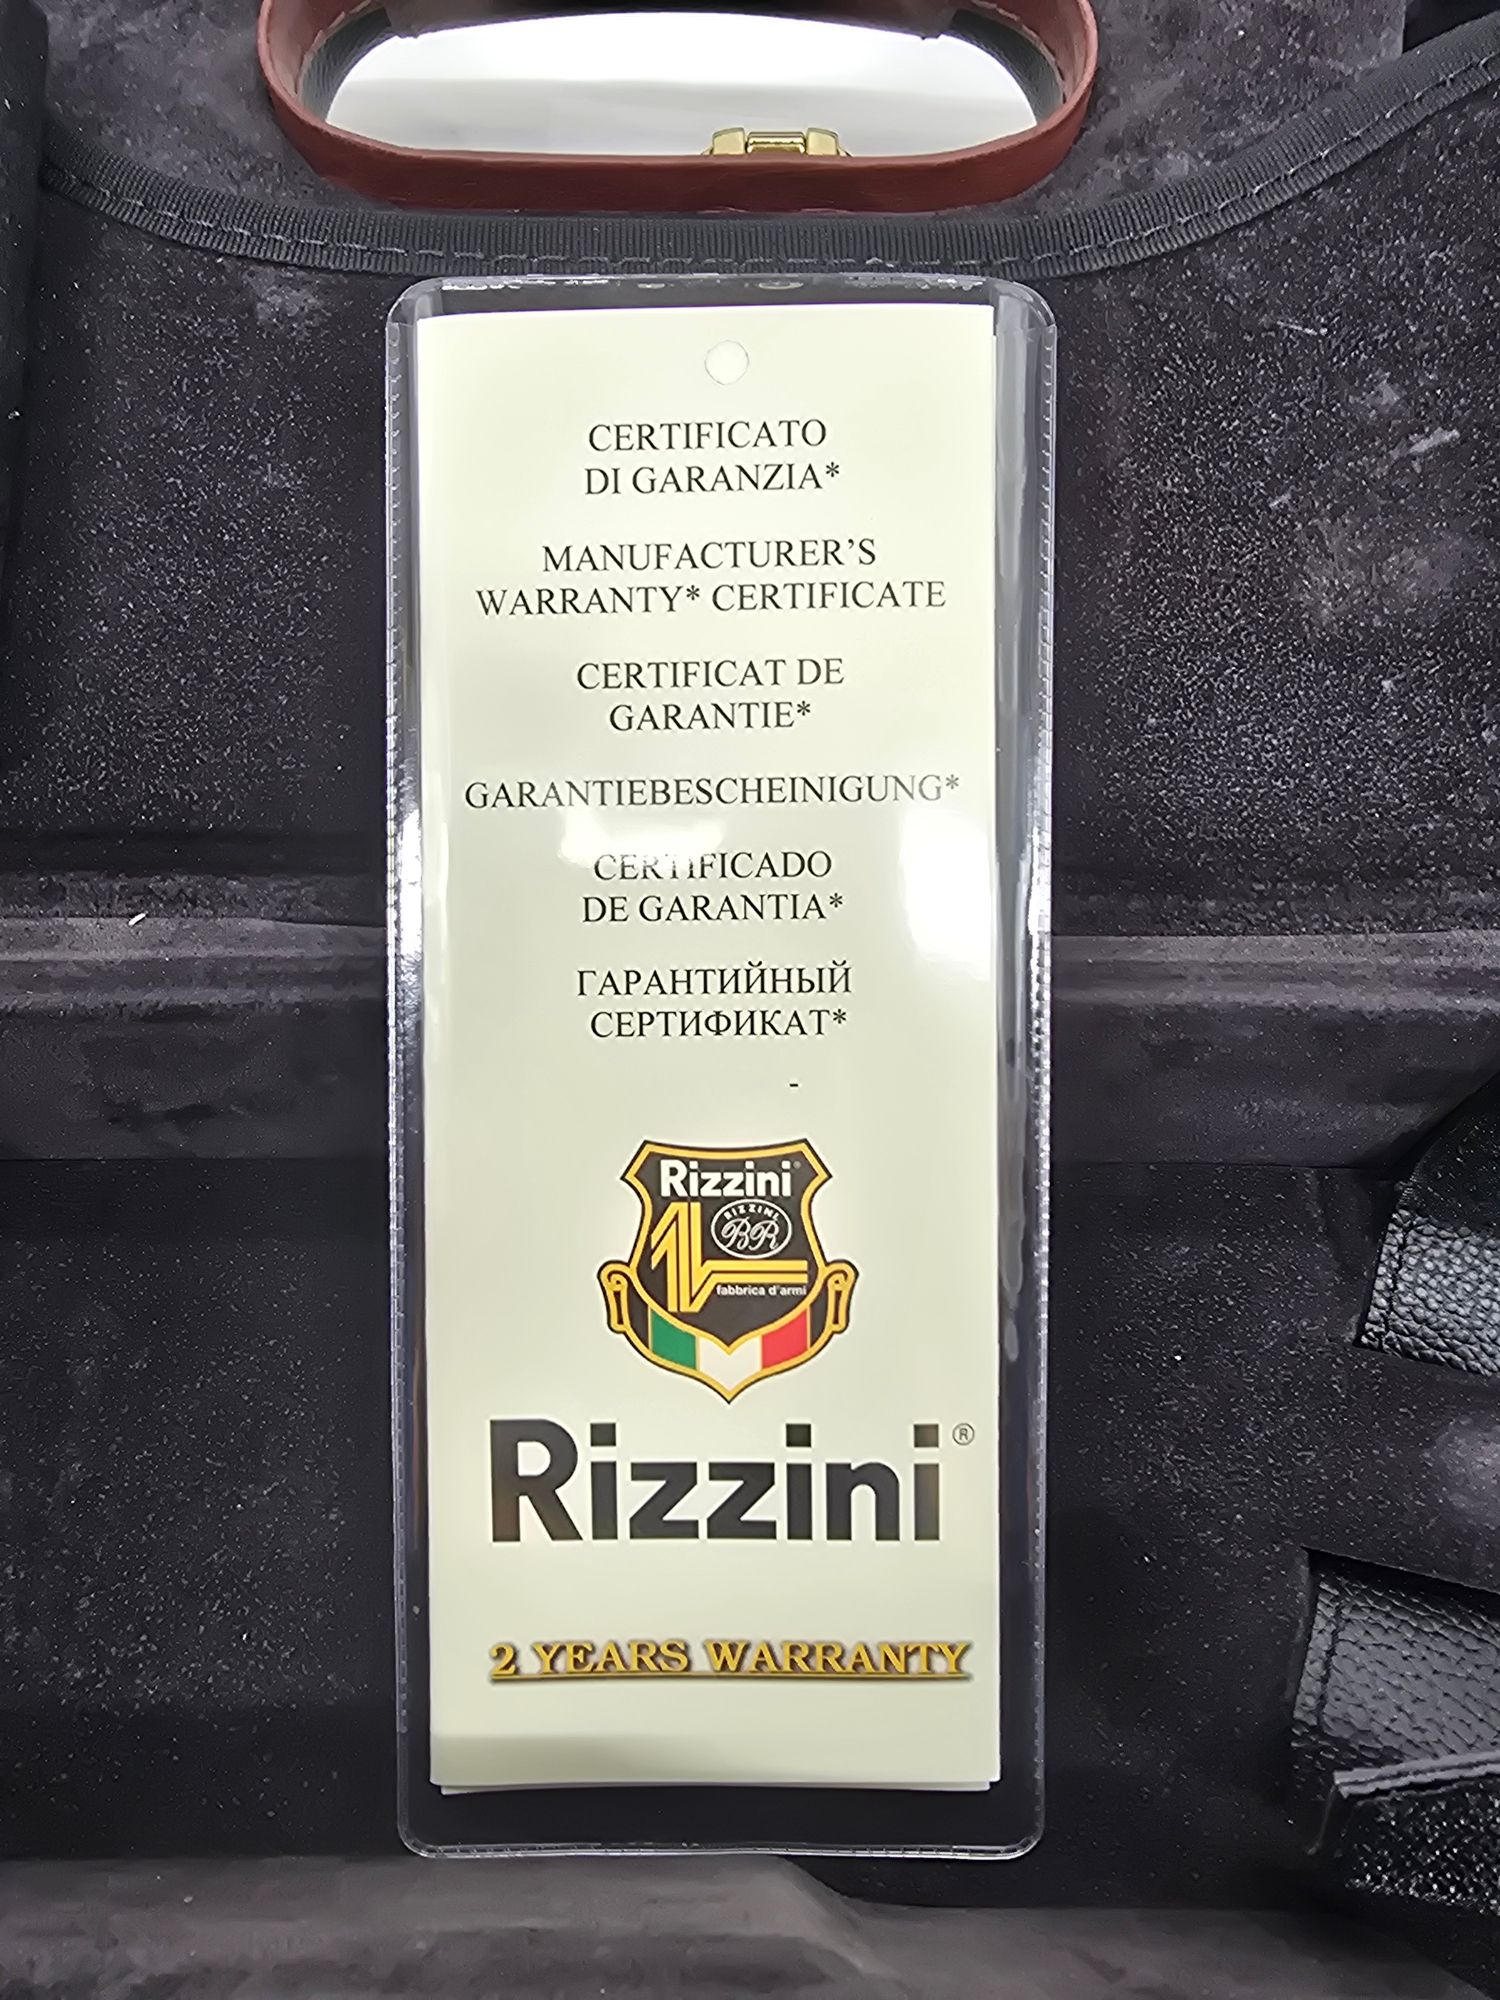 CERTIFICATO
DI GARANZIA*
MANUFACTURER'S
WARRANTY* CERTIFICATE
CERTIFICAT DE
GARANTIE*
GARANTIEBESCHEINIGUNG*
CERTIFICADO
DE GARANTIA*
ГАРАНТИЙНЫЙ
СЕРТИФИКАТ*
-
Rizzini®
RIZZINI
BR
fabbrica d'armi
Rizzini®
2 YEARS WARRANTY